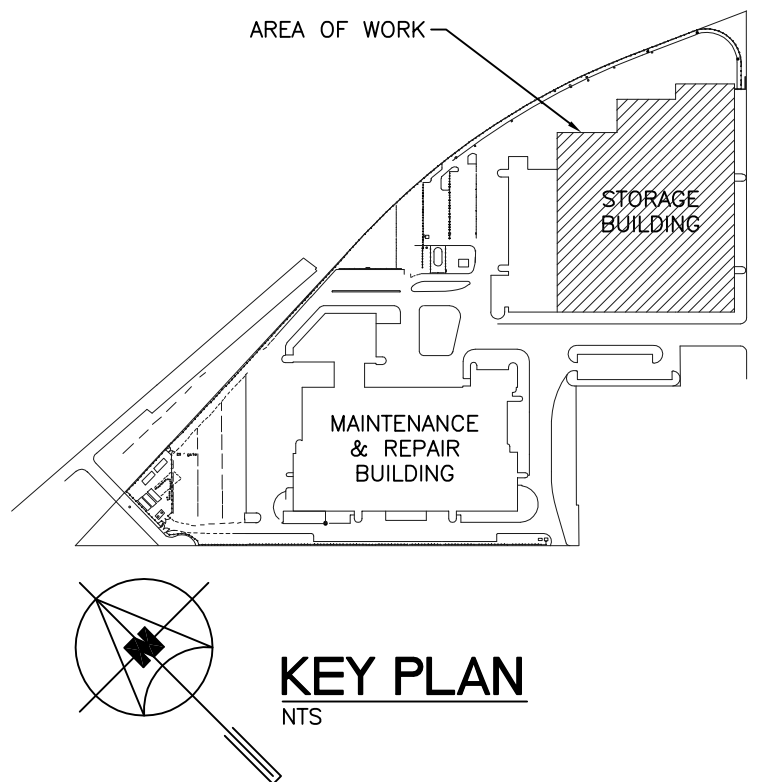 AREA OF WORK
STORAGE
BUILDING
MAINTENANCE
& REPAIR
BUILDING
N
KEY PLAN
NTS